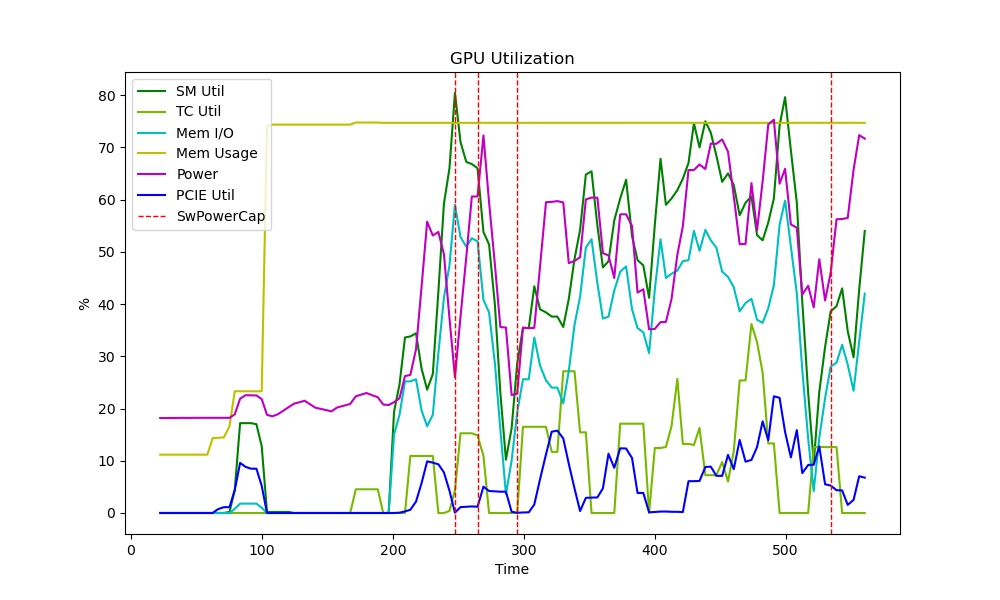 GPU Utilization
SM Util
TC Util
Mem I/O
Mem Usage
Power
PCIE Util
SwPowerCap
%
80
70
60
50
40
30
20
10
0
0 100 200 300 400 500
Time